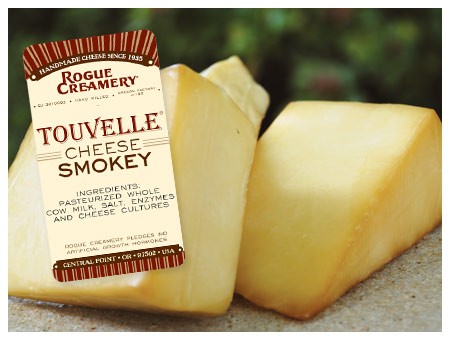 HANDMADE CHEESE SINCE 1935
ROGUE
CREAMERY
TOUVELLE®
CHEESE
SMOKEY
INGREDIENTS:
PASTEURIZED WHOLE
COW MILK, SALT, ENZYMES
AND CHEESE CULTURES
ROGUE CREAMERY PLEDGES NO
ARTIFICIAL GROWTH HORMONES
CENTRAL POINT • OR • 97502 • USA